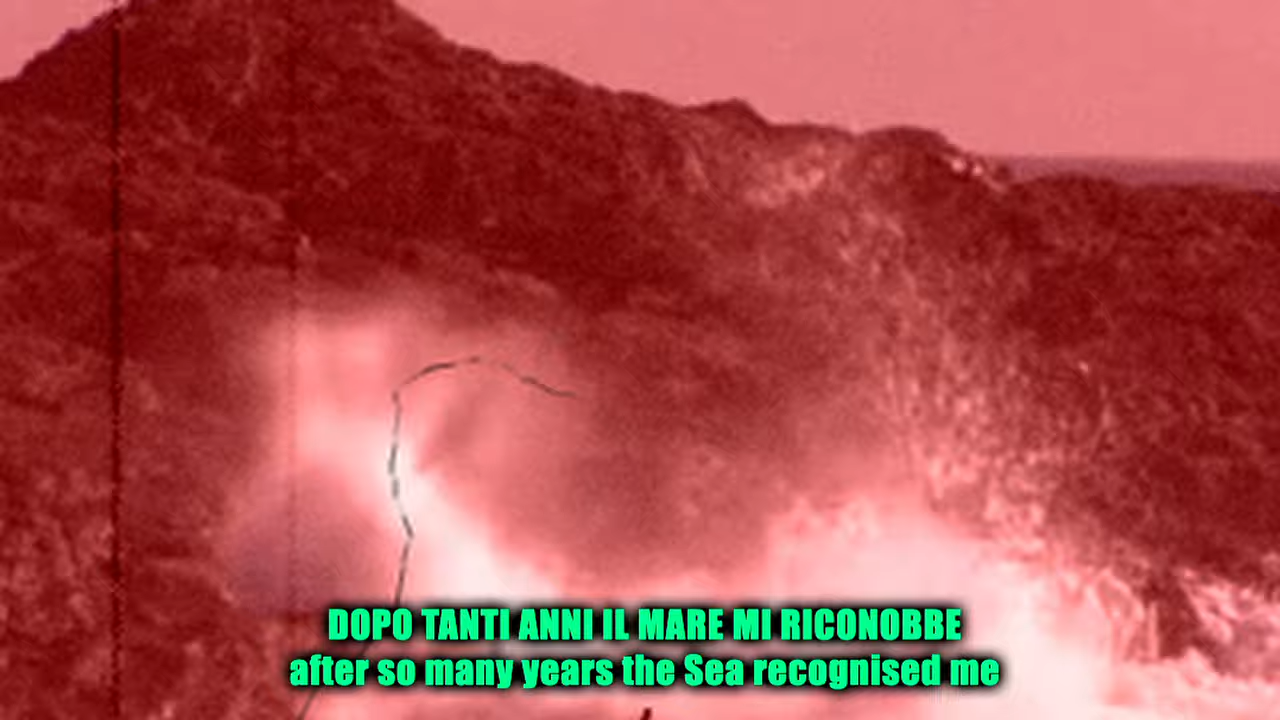 DOPO TANTI ANNI IL MARE MI RICONOBBE
after so many years the Sea recognised me